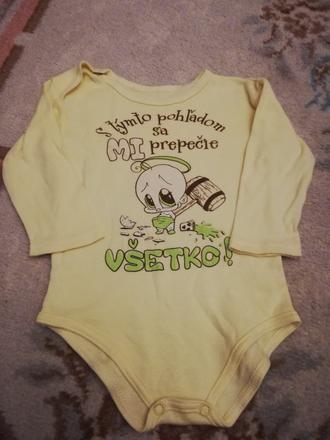 S týmto pohľadom
sa
MI prepečie
VŠETKO!